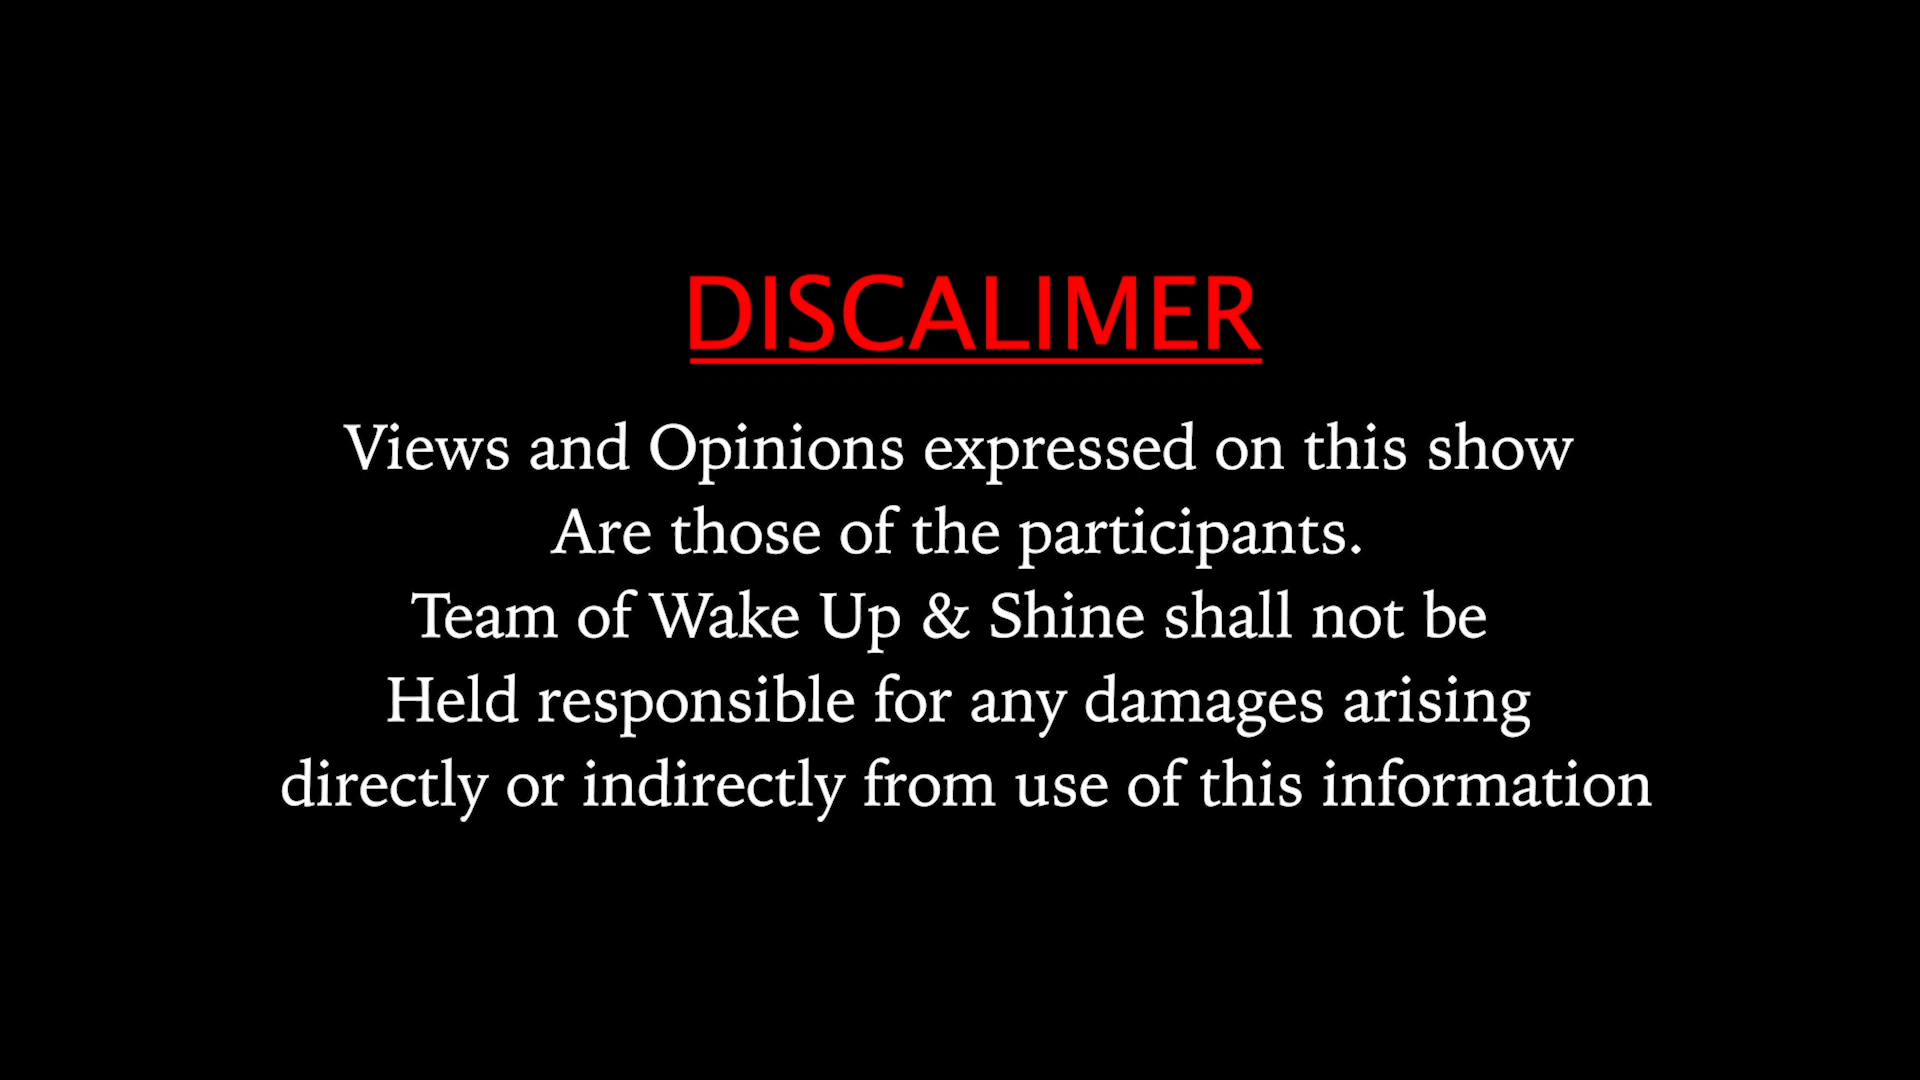 DISCALIMER
Views and Opinions expressed on this show
Are those of the participants.
Team of Wake Up & Shine shall not be
Held responsible for any damages arising
directly or indirectly from use of this information